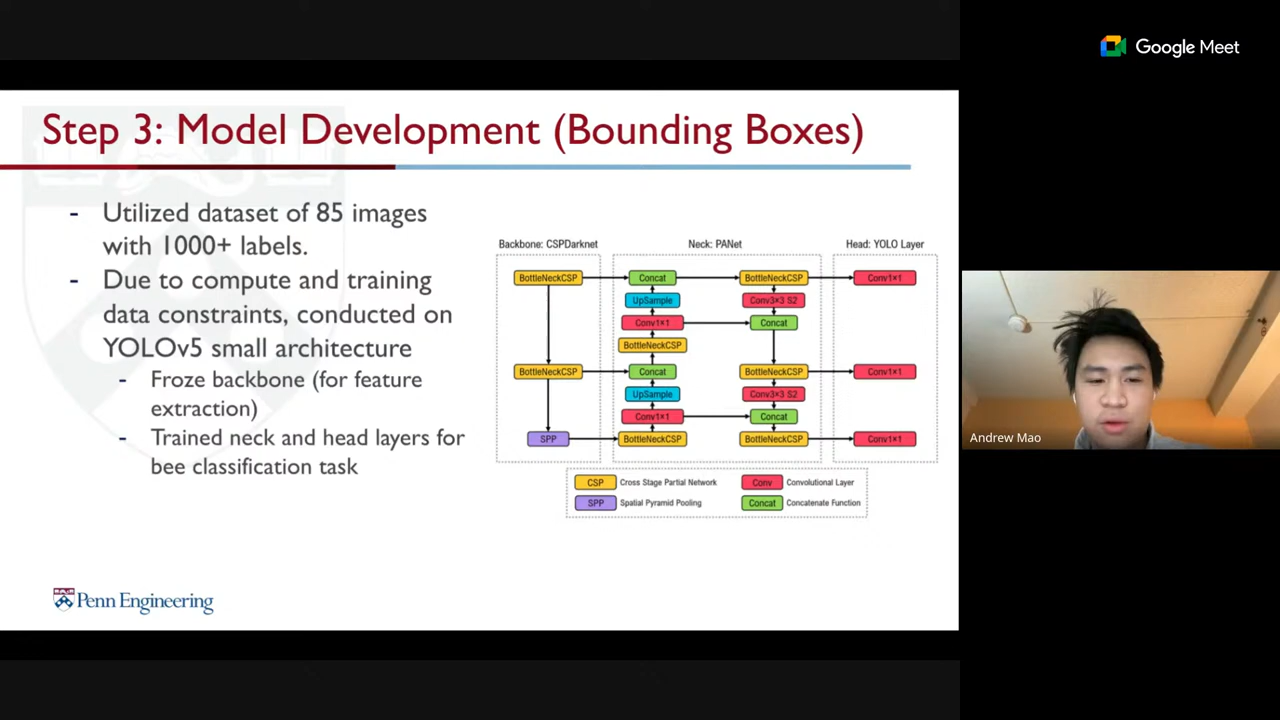 Google Meet
Step 3: Model Development (Bounding Boxes)
- Utilized dataset of 85 images
with 1000+ labels.
- Due to compute and training
data constraints, conducted on
YOLOv5 small architecture
- Froze backbone (for feature
extraction)
- Trained neck and head layers for
bee classification task
Backbone: CSPDarknet
Neck: PANet
Head: YOLO Layer
BottleNeckCSP
Concat
BottleNeckCSP
Conv1×1
UpSample
Conv3×3 S2
Conv1×1
Concat
BottleNeckCSP
BottleNeckCSP
Concat
BottleNeckCSP
Conv1×1
UpSample
Conv3×3 S2
Conv1×1
Concat
SPP
BottleNeckCSP
BottleNeckCSP
Conv1×1
CSP
Cross Stage Partial Network
Conv
Convolutional Layer
SPP
Spatial Pyramid Pooling
Concat
Concatenate Function
Penn Engineering
Andrew Mao